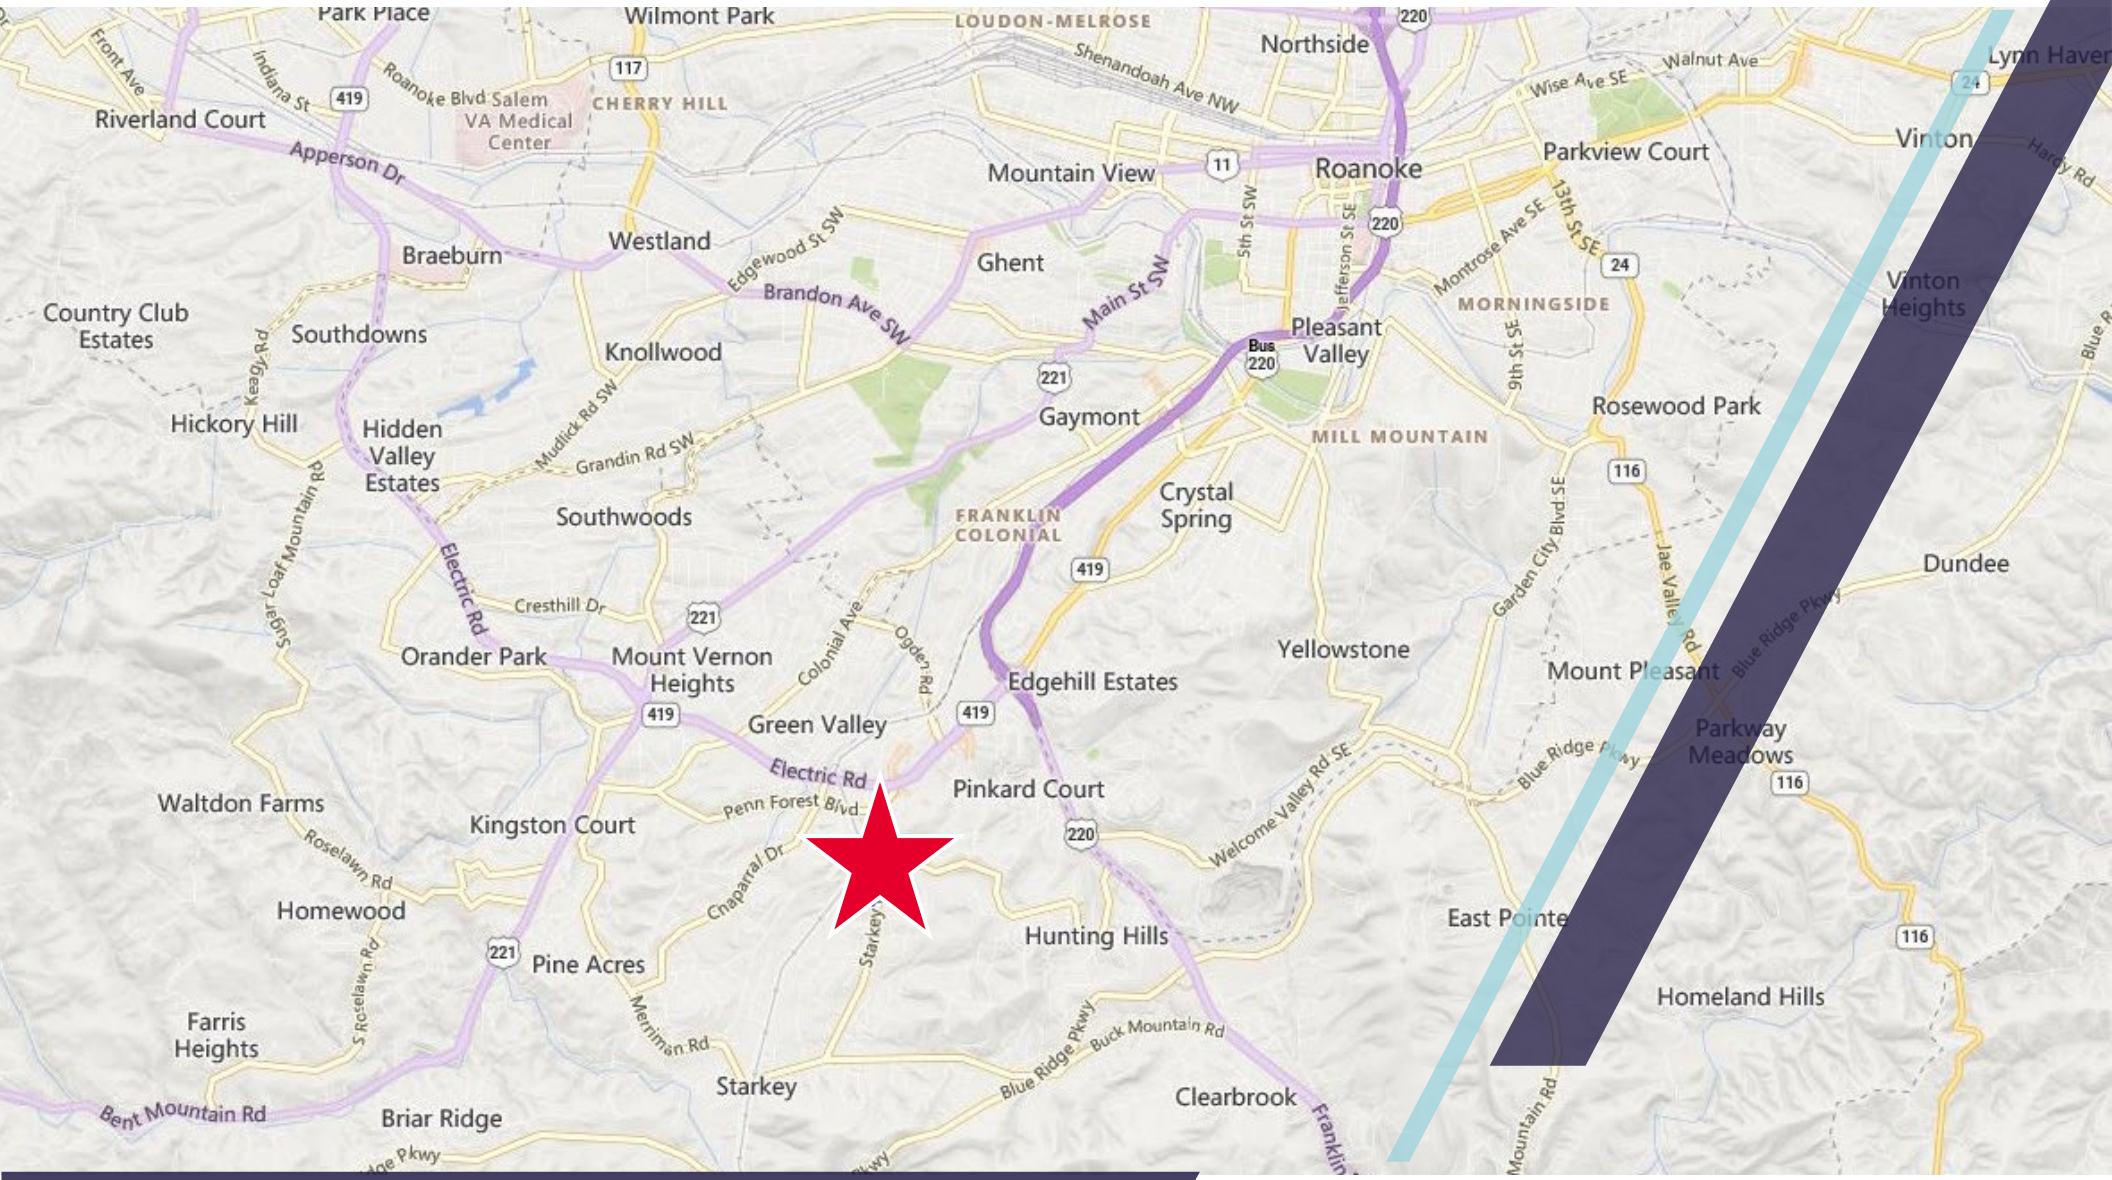 Park Place
Wilmont Park
LOUDON-MELROSE
220
Northside
Front Ave
Indiana St
117
Shenandoah Ave NW
Walnut Ave
Lynn Haven
Wise Ave SE
24
419
Roanoke Blvd
Salem
VA Medical
Center
CHERRY HILL
Riverland Court
Vinton
Apperson Dr
Mountain View
11
Roanoke
Parkview Court
Hardy Rd
13th St SE
5th St SW
Jefferson St SE
220
Montrose Ave SE
Braeburn
Westland
Edgewood St SW
Ghent
24
Vinton
Heights
Country Club
Estates
Southdowns
Brandon Ave SW
Main St SW
MORNINGSIDE
Keagy Rd
Knollwood
Bus
220
Pleasant
Valley
9th St SE
Blue R
221
Hickory Hill
Hidden
Valley
Estates
Mudlick Rd SW
Gaymont
Rosewood Park
Grandin Rd SW
MILL MOUNTAIN
116
Southwoods
FRANKLIN
COLONIAL
Crystal
Spring
Sugar Loaf Mountain Rd
Electric Rd
419
Garden City Blvd SE
Jae Valley Rd
Dundee
Cresthill Dr
221
Colonial Ave
Ogden Rd
Blue Ridge Pkwy
Orander Park
Mount Vernon
Heights
Edgehill Estates
Yellowstone
Mount Pleasant
419
Green Valley
419
Parkway
Meadows
Electric Rd
Pinkard Court
Welcome Valley Rd SE
Blue Ridge Pkwy
116
Waltdon Farms
Penn Forest Blvd
Kingston Court
220
Roselawn Rd
Chaparral Dr
Homewood
Starkey
Hunting Hills
East Pointe
116
221
Pine Acres
S Roselawn Rd
Homeland Hills
Farris
Heights
Merriman Rd
Blue Ridge Pkwy
Buck Mountain Rd
Starkey
Clearbrook
Bent Mountain Rd
Briar Ridge
Franklin
Mountain Rd
dge Pkwy
kwy